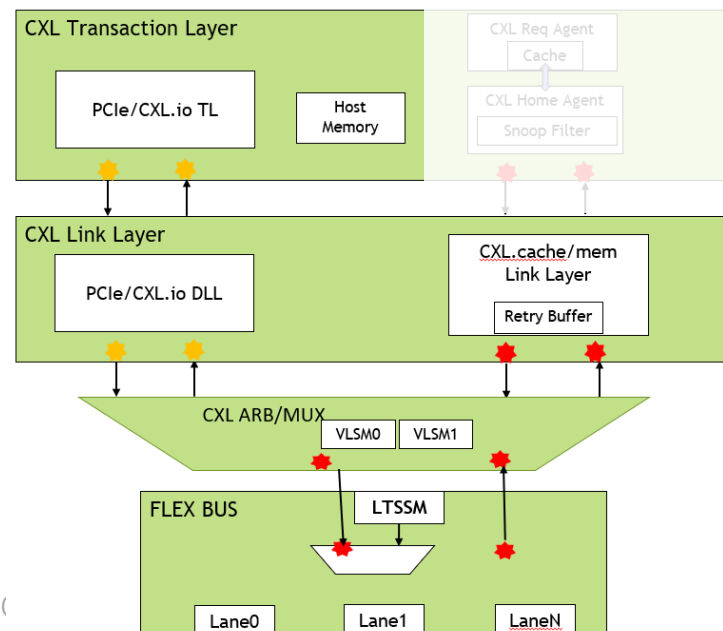 CXL Transaction Layer
PCIe/CXL.io TL
Host
Memory
CXL Req Agent
Cache
CXL Home Agent
Snoop Filter
CXL Link Layer
PCIe/CXL.io DLL
CXL.cache/mem
Link Layer
Retry Buffer
CXL ARB/MUX
VLSM0
VLSM1
FLEX BUS
LTSSM
Lane0
Lane1
LaneN
(